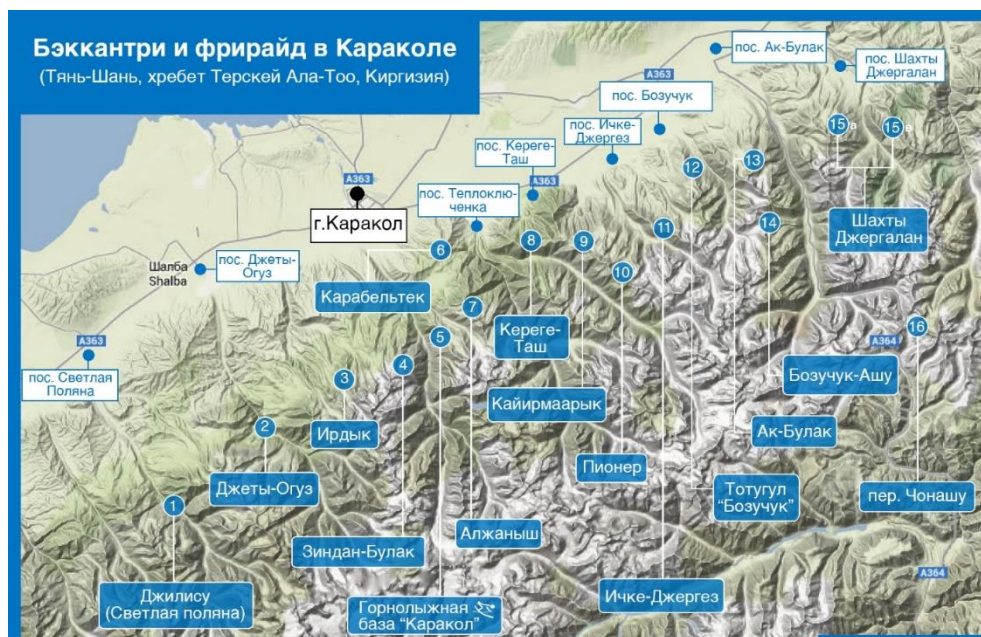 Бэккантри и фрирайд в Караколе
(Тянь-Шань, хребет Терскей Ала-Тоо, Киргизия)
пос. Ак-Булак
пос. Шахты
Джергалан
A363
пос. Бозучук
пос. Ичке-
Джергез
пос. Кереге-
Таш
A363
A363
г.Каракол
пос. Теплоклю-
ченка
15а
15в
12
13
14
11
Шахты
Джергалан
6
8
9
10
Шалба
Shalba
пос. Джеты-
Огуз
Карабельтек
7
5
Кереге-
Таш
16
A364
A363
пос. Светлая
Поляна
4
3
Бозучук-Ашу
Кайирмаарык
Ирдык
2
Ак-Булак
Пионер
Джеты-Огуз
Тотугул
"Бозучук"
пер. Чонашу
1
Алжаныш
Зиндан-Булак
A364
Джилису
(Светлая поляна)
Горнолыжная
база "Каракол"
Ичке-Джергез